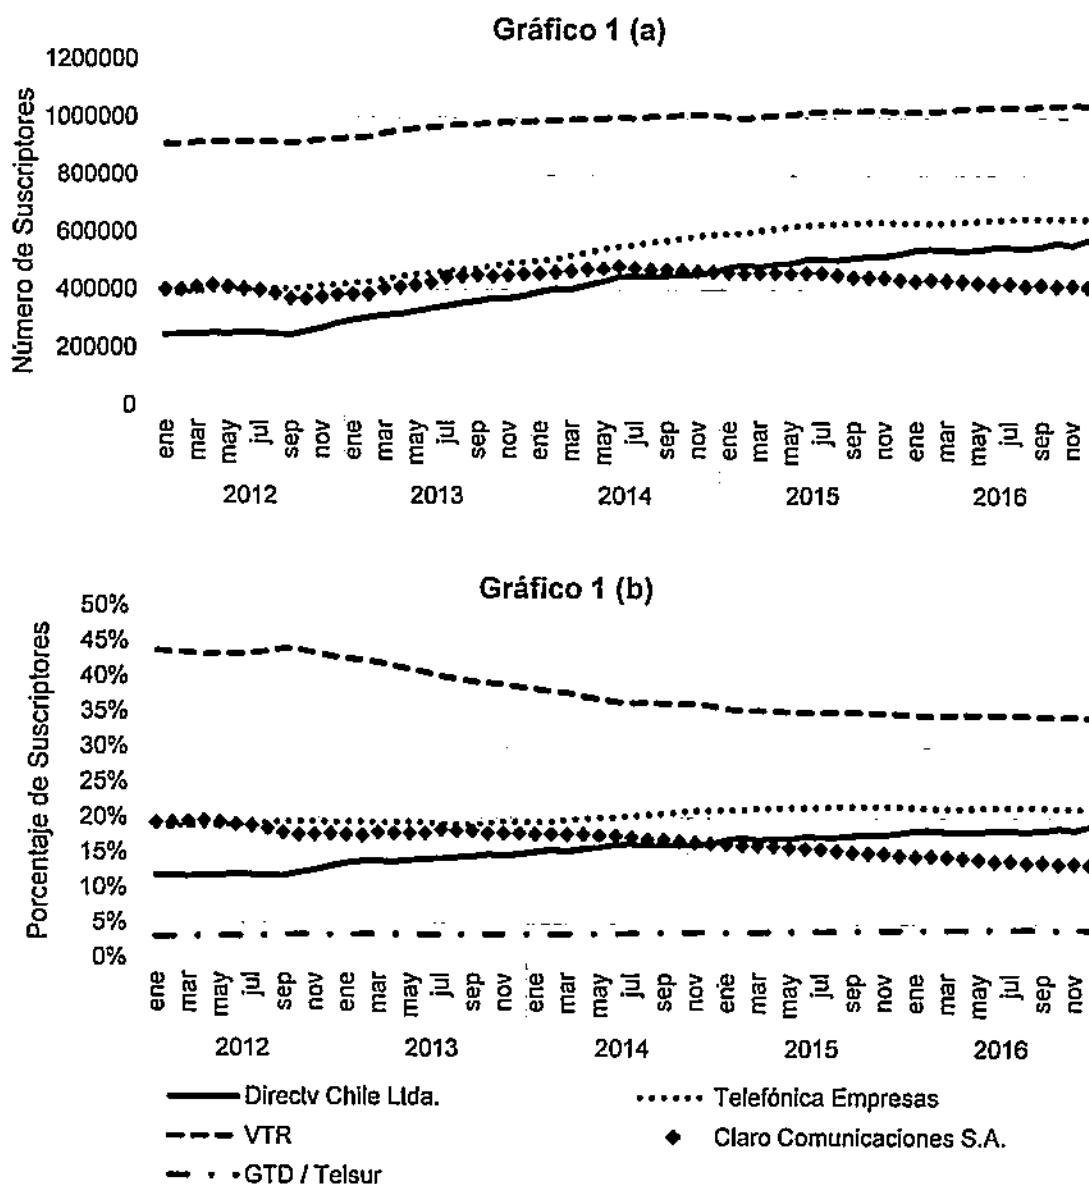 Gráfico 1 (a)
Número de Suscriptores
1200000
1000000
800000
600000
400000
200000
0
ene mar may jul sep nov ene mar may jul sep nov ene mar may jul sep nov ene mar may jul sep nov ene mar may jul sep nov
2012 2013 2014 2015 2016
Gráfico 1 (b)
Porcentaje de Suscriptores
50%
45%
40%
35%
30%
25%
20%
15%
10%
5%
0%
ene mar may jul sep nov ene mar may jul sep nov ene mar may jul sep nov ene mar may jul sep nov ene mar may jul sep nov
2012 2013 2014 2015 2016
Directv Chile Ltda. Telefónica Empresas
VTR Claro Comunicaciones S.A.
GTD / Telsur